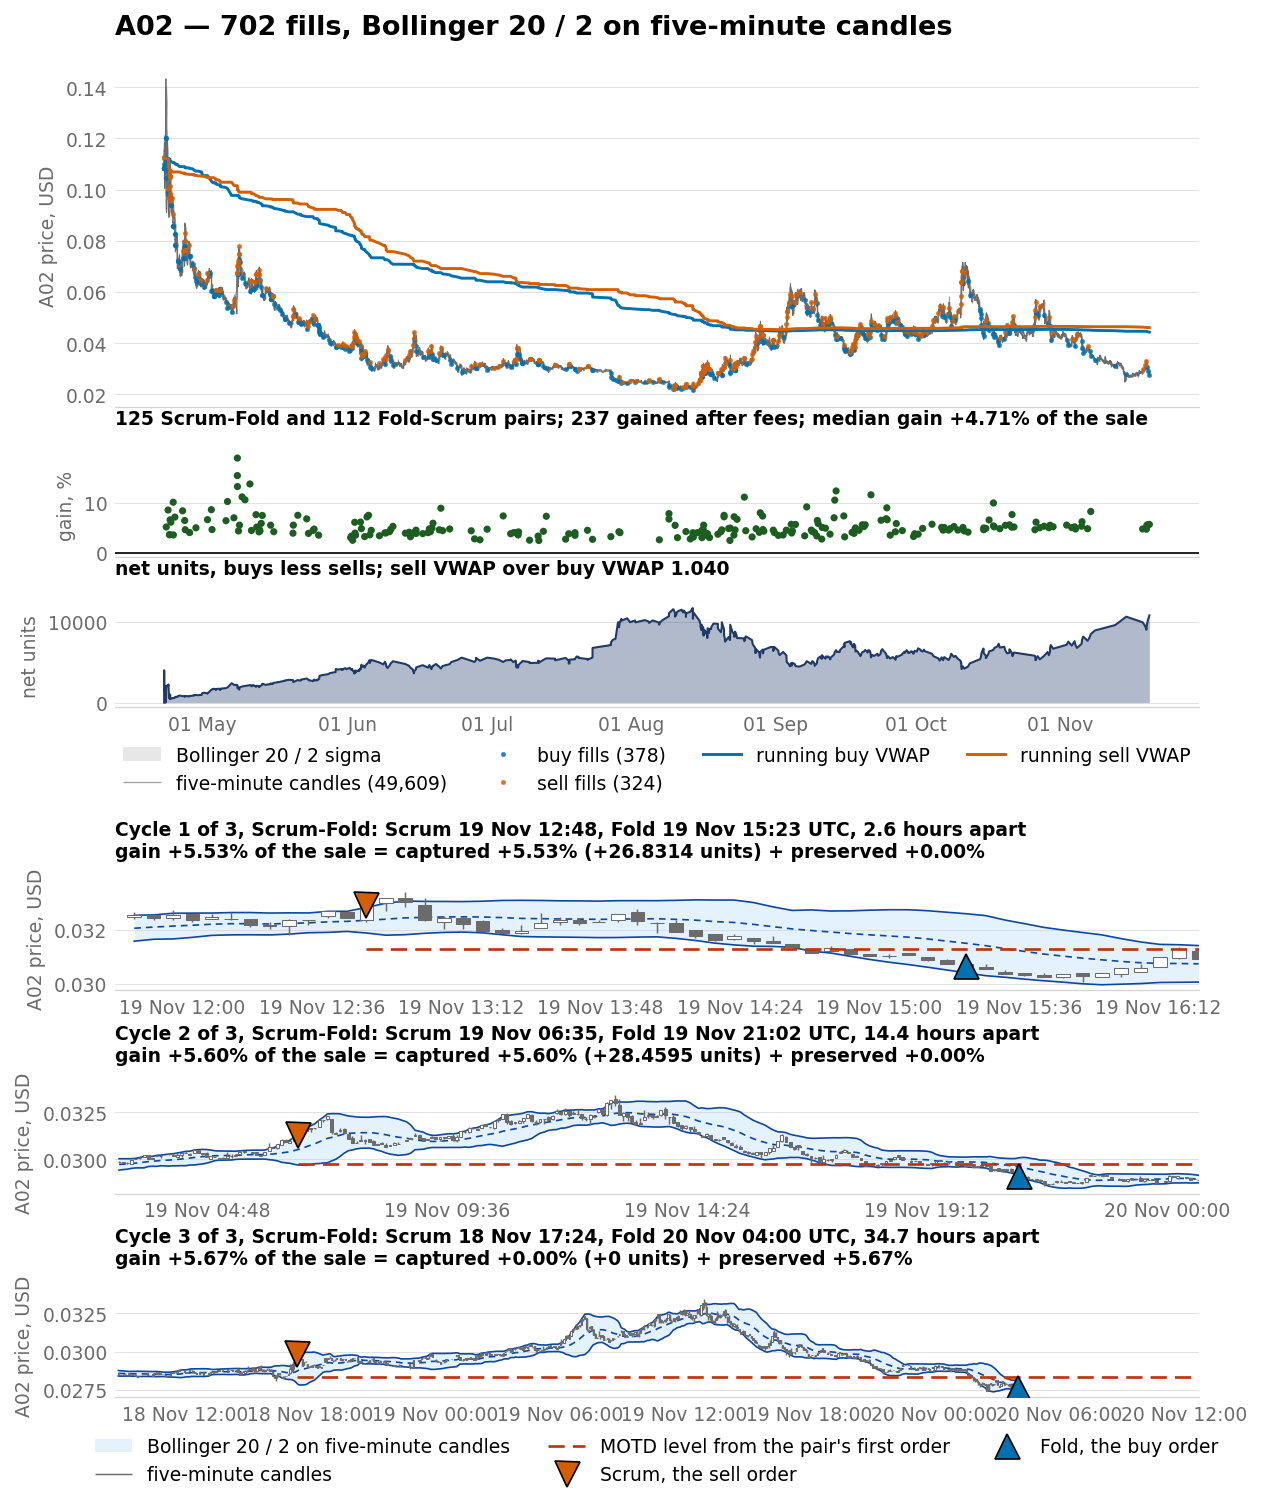 A02 — 702 fills, Bollinger 20 / 2 on five-minute candles
A02 price, USD
0.14
0.12
0.10
0.08
0.06
0.04
0.02
125 Scrum-Fold and 112 Fold-Scrum pairs; 237 gained after fees; median gain +4.71% of the sale
gain, %
10
0
net units, buys less sells; sell VWAP over buy VWAP 1.040
net units
10000
0
01 May 01 Jun 01 Jul 01 Aug 01 Sep 01 Oct 01 Nov
Bollinger 20 / 2 sigma buy fills (378) running buy VWAP running sell VWAP
five-minute candles (49,609) sell fills (324)
Cycle 1 of 3, Scrum-Fold: Scrum 19 Nov 12:48, Fold 19 Nov 15:23 UTC, 2.6 hours apart
gain +5.53% of the sale = captured +5.53% (+26.8314 units) + preserved +0.00%
A02 price, USD
0.032
0.030
19 Nov 12:00 19 Nov 12:36 19 Nov 13:12 19 Nov 13:48 19 Nov 14:24 19 Nov 15:00 19 Nov 15:36 19 Nov 16:12
Cycle 2 of 3, Scrum-Fold: Scrum 19 Nov 06:35, Fold 19 Nov 21:02 UTC, 14.4 hours apart
gain +5.60% of the sale = captured +5.60% (+28.4595 units) + preserved +0.00%
A02 price, USD
0.0325
0.0300
19 Nov 04:48 19 Nov 09:36 19 Nov 14:24 19 Nov 19:12 20 Nov 00:00
Cycle 3 of 3, Scrum-Fold: Scrum 18 Nov 17:24, Fold 20 Nov 04:00 UTC, 34.7 hours apart
gain +5.67% of the sale = captured +0.00% (+0 units) + preserved +5.67%
A02 price, USD
0.0325
0.0300
0.0275
18 Nov 12:00 18 Nov 18:00 19 Nov 00:00 19 Nov 06:00 19 Nov 12:00 19 Nov 18:00 20 Nov 00:00 20 Nov 06:00 20 Nov 12:00
Bollinger 20 / 2 on five-minute candles MOTD level from the pair's first order Fold, the buy order
five-minute candles Scrum, the sell order